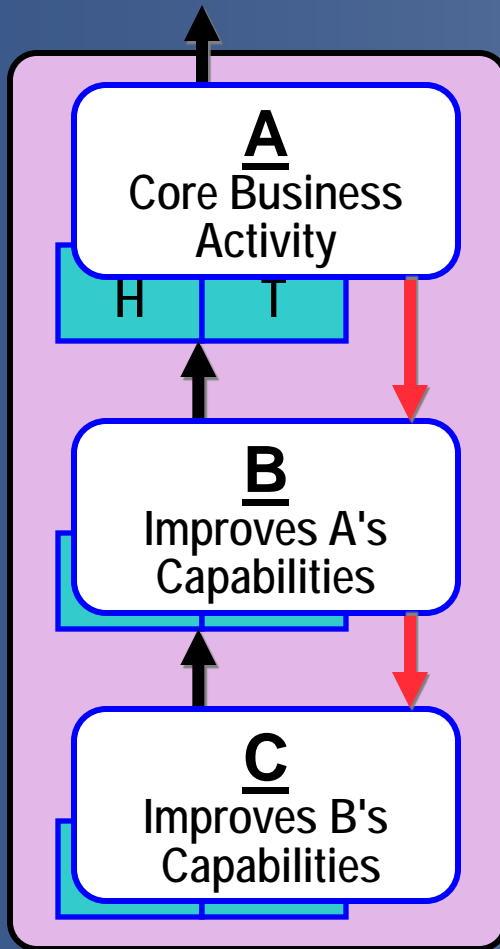 A
Core Business
Activity
H T
B
Improves A's
Capabilities
C
Improves B's
Capabilities